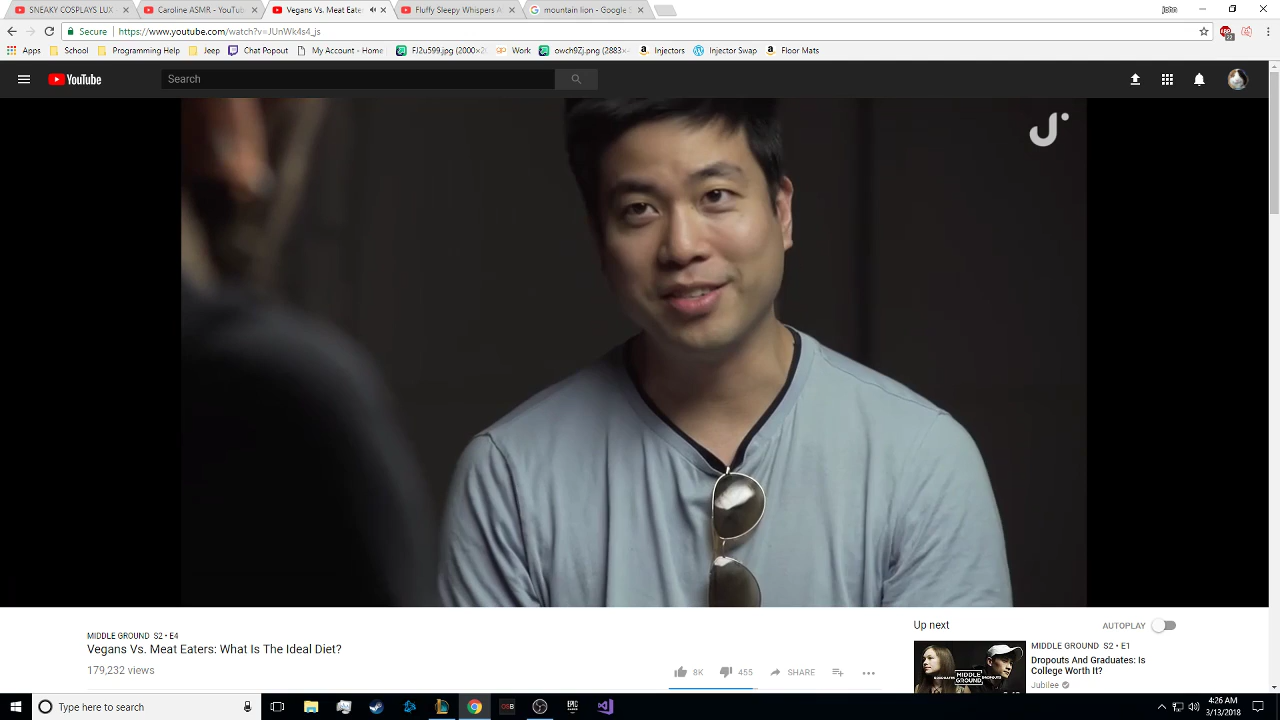 SNEAKY COSPLAYS LUX
Caroline ASMR - YouTub
Vegans Vs. Meat Eate
Fluffy Sleepy Whispers A
mountain lion - Google S
john
Secure
https://www.youtube.com/watch?v=JUnWk4s4_js
Apps
School
Programming Help
Jeep
Chat Popout
My Account - Home
FJ2u599.jpg (2000×2
Work
Injectors
Injector Swap
Floor Mats
YouTube
Search
MIDDLE GROUND S2 • E4
Vegans Vs. Meat Eaters: What Is The Ideal Diet?
179,232 views
8K
455
SHARE
Up next
AUTOPLAY
MIDDLE GROUND S2 • E1
Dropouts And Graduates: Is
College Worth It?
Jubilee
MIDDLE
GROUND
Type here to search
4:26 AM
3/13/2018